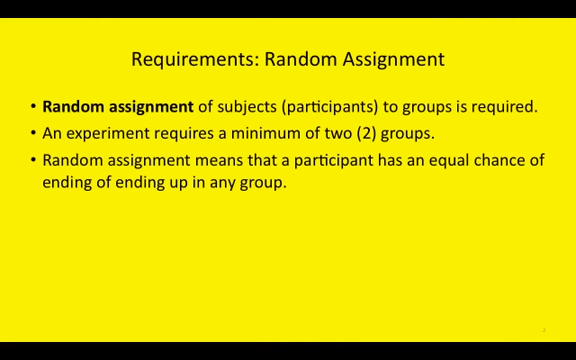 Requirements: Random Assignment
• Random assignment of subjects (participants) to groups is required.
• An experiment requires a minimum of two (2) groups.
• Random assignment means that a participant has an equal chance of
ending of ending up in any group.